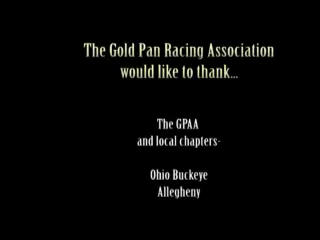 The Gold Pan Racing Association
would like to thank...
The GPAA
and local chapters-
Ohio Buckeye
Allegheny